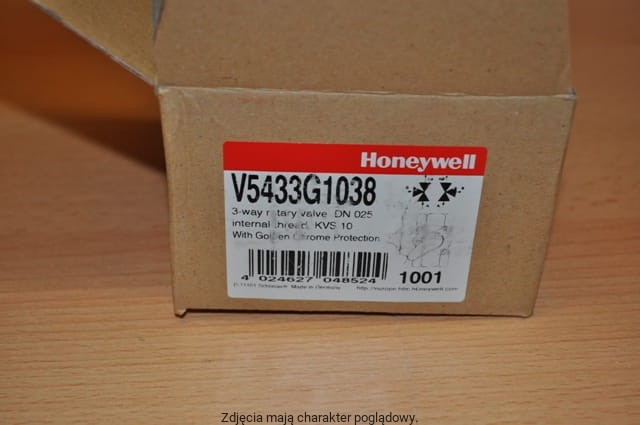 Honeywell
V5433G1038
3-way rotary valve DN 025
internal thread, KVS 10
With Golden Chrome Protection
4 024627 048524
1001
Made in Germany
Zdjęcia mają charakter poglądowy.